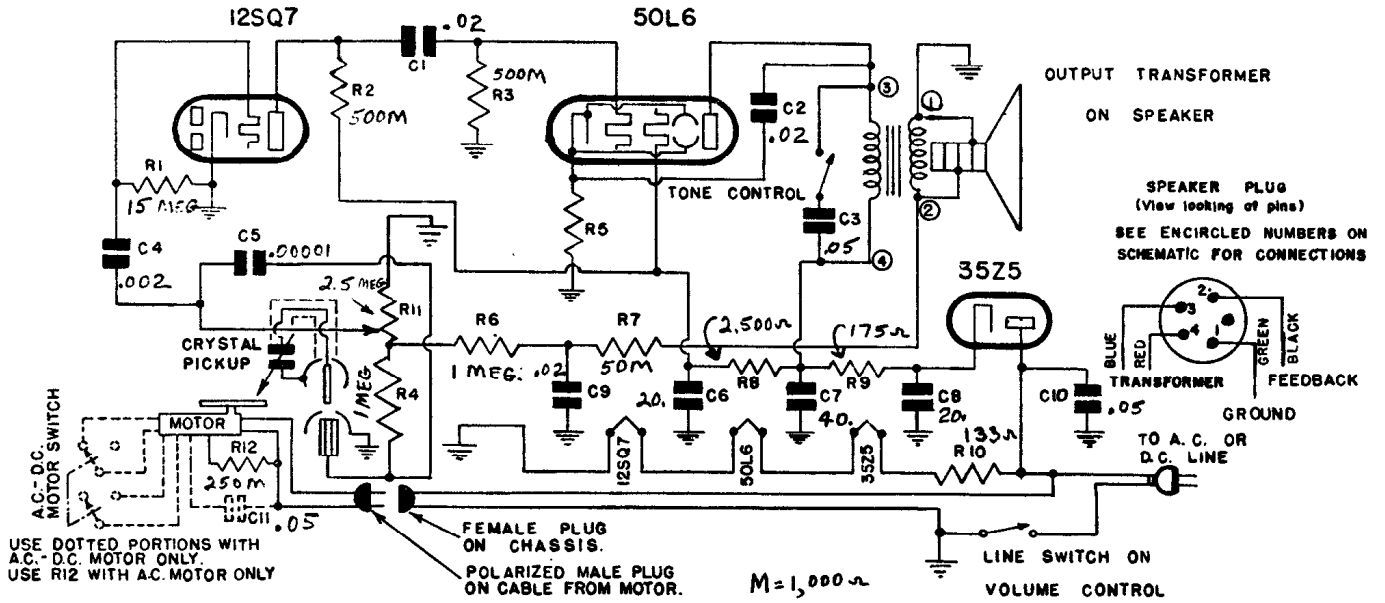 12SQ7
50L6
.02
C1
R2
500M
500M
R3
C2
.02
③
①
②
④
OUTPUT TRANSFORMER
ON SPEAKER
R1
15 MEG
TONE CONTROL
C3
.05
R5
SPEAKER PLUG
(View looking at pins)
SEE ENCIRCLED NUMBERS ON
SCHEMATIC FOR CONNECTIONS
C4
.002
C5
.00001
2.5 MEG
R11
35Z5
CRYSTAL
PICKUP
R6
1 MEG.
R7
50M
.02
C9
2,500Ω
R8
175Ω
R9
C6
20.
C7
40.
C8
20.
C10
.05
R4
1 MEG
2.
3
1
4
BLUE
RED
GREEN
BLACK
TRANSFORMER
FEEDBACK
GROUND
A.C.-D.C.
MOTOR SWITCH
MOTOR
R12
250M
C11
.05
12SQ7
50L6
35Z5
133Ω
R10
TO A.C. OR
D.C. LINE
FEMALE PLUG
ON CHASSIS.
POLARIZED MALE PLUG
ON CABLE FROM MOTOR.
USE DOTTED PORTIONS WITH
A.C.-D.C. MOTOR ONLY.
USE R12 WITH A.C. MOTOR ONLY
M=1,000Ω
LINE SWITCH ON
VOLUME CONTROL